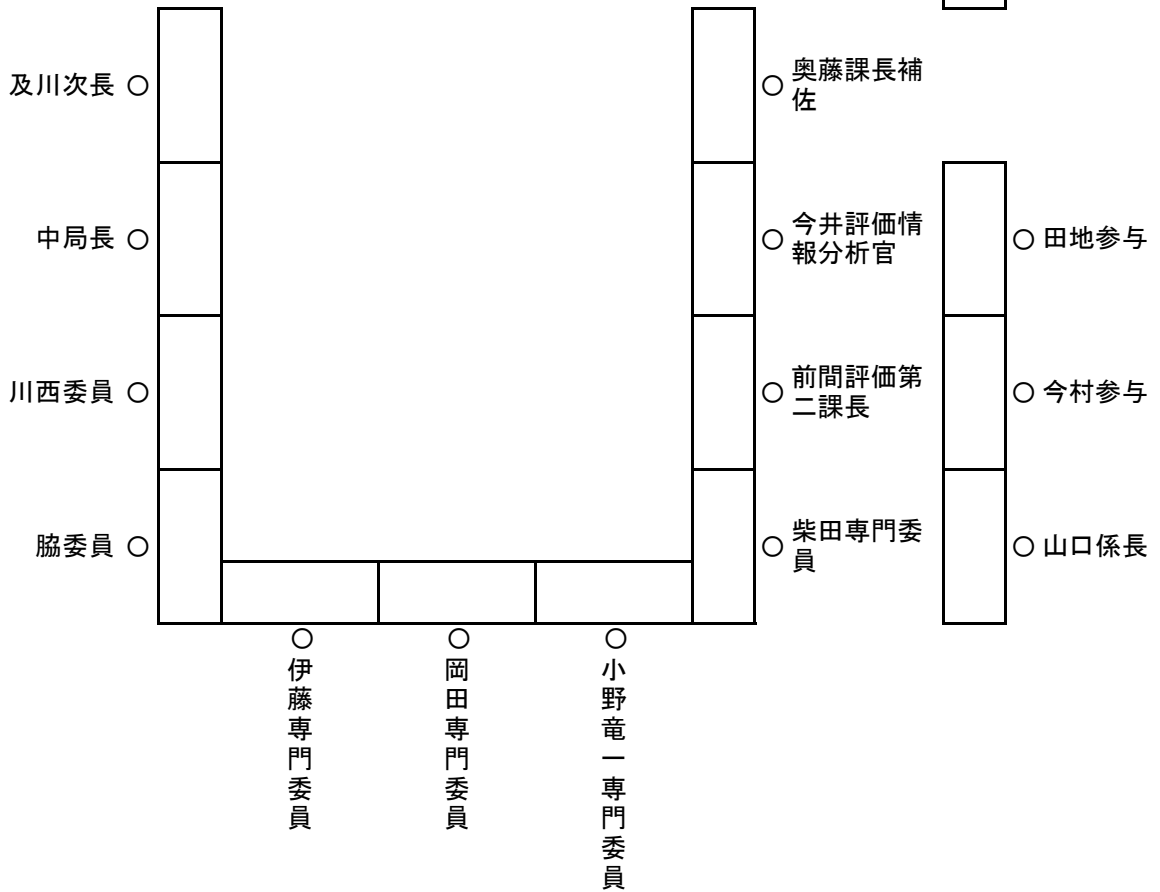 及川次長 ○
○ 奥藤課長補
佐
中局長 ○
○ 今井評価情
報分析官
○ 田地参与
川西委員 ○
○ 前間評価第
二課長
○ 今村参与
脇委員 ○
○ 柴田専門委
員
○ 山口係長
○伊藤専門委員
○岡田専門委員
○小野竜一専門委員